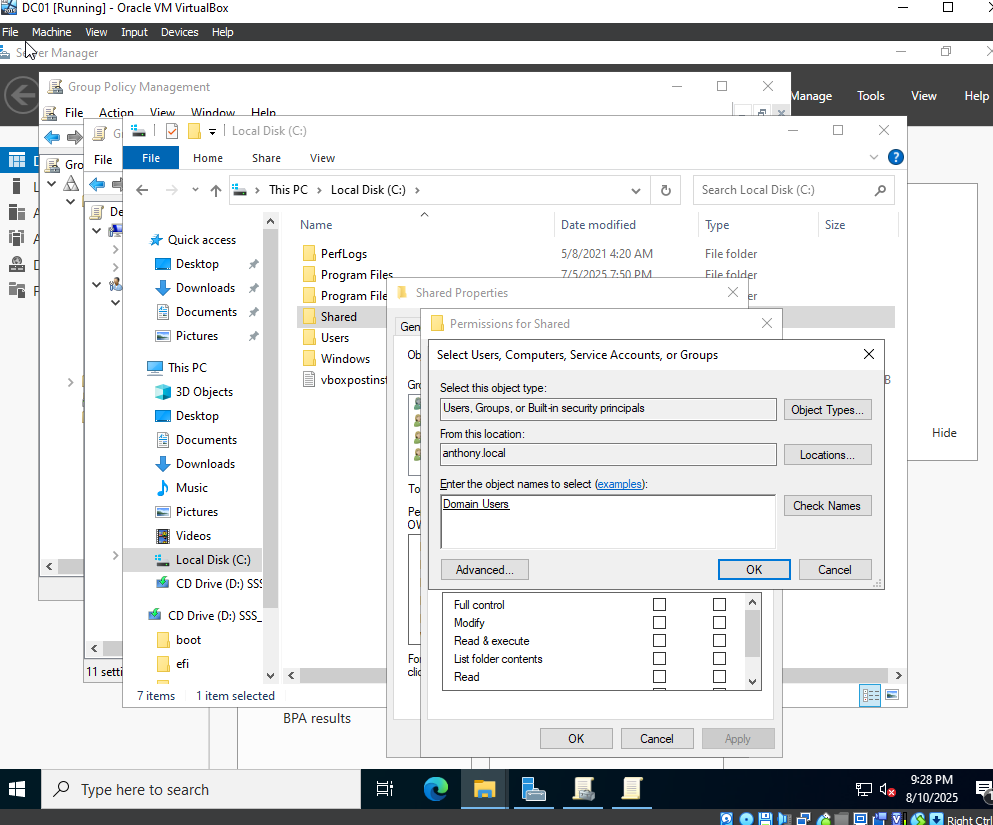 DC01 [Running] - Oracle VM VirtualBox
File Machine View Input Devices Help
Server Manager
Manage Tools View Help
Group Policy Management
File Action View Window Help
Local Disk (C:)
File
File Home Share View
This PC Local Disk (C:)
Search Local Disk (C:)
Name Date modified Type Size
Quick access
Desktop
Downloads
Documents
Pictures
This PC
3D Objects
Desktop
Documents
Downloads
Music
Pictures
Videos
Local Disk (C:)
CD Drive (D:) SSS
CD Drive (D:) SSS_
boot
efi
PerfLogs 5/8/2021 4:20 AM File folder
Program Files 7/5/2025 7:50 PM File folder
Program File
Shared
Users
Windows
vboxpostinst
7 items 1 item selected
11 setti
Hide
BPA results
Shared Properties
Gen
Permissions for Shared
Select Users, Computers, Service Accounts, or Groups
Select this object type:
Users, Groups, or Built-in security principals
Object Types...
From this location:
anthony.local
Locations...
Enter the object names to select (examples):
Domain Users
Check Names
Advanced... OK Cancel
Full control
Modify
Read & execute
List folder contents
Read
OK Cancel Apply
Type here to search
9:28 PM
8/10/2025
Right Ctrl